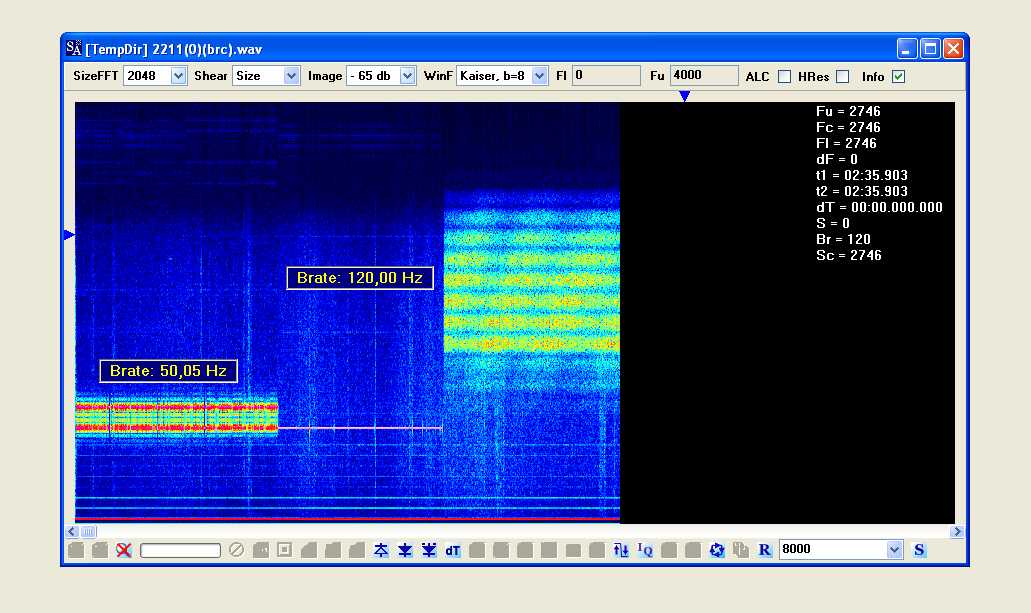 SA [TempDir] 2211(0)(brc).wav
SizeFFT 2048 Shear Size Image - 65 db WinF Kaiser, b=8 Fl 0 Fu 4000 ALC HRes Info
Fu = 2746
Fc = 2746
Fl = 2746
dF = 0
t1 = 02:35.903
t2 = 02:35.903
dT = 00:00.000.000
S = 0
Br = 120
Sc = 2746
Brate: 120,00 Hz
Brate: 50,05 Hz
dT IQ R 8000 S